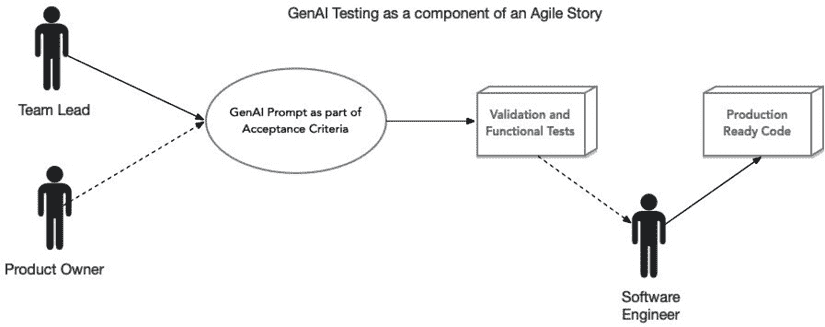 GenAI Testing as a component of an Agile Story
Team Lead
GenAI Prompt as part of
Acceptance Criteria
Validation and
Functional Tests
Production
Ready Code
Product Owner
Software
Engineer